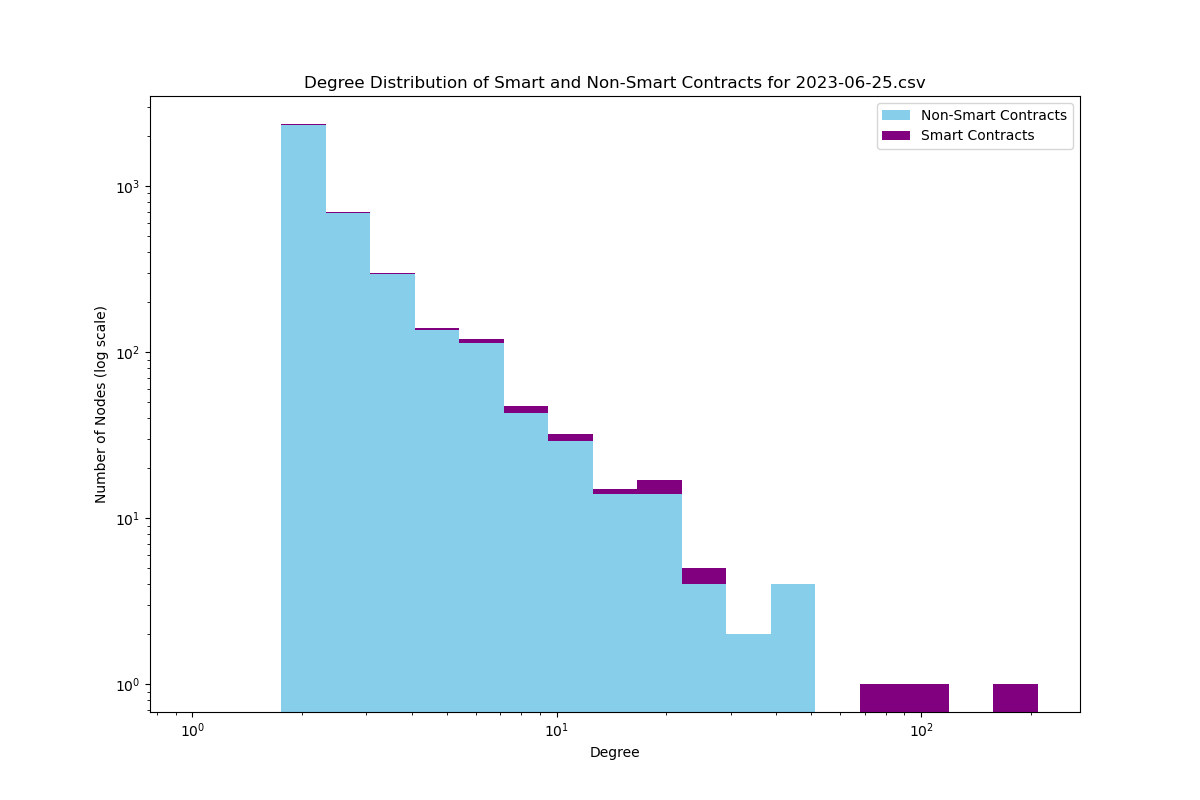 Degree Distribution of Smart and Non-Smart Contracts for 2023-06-25.csv
Non-Smart Contracts
Smart Contracts
Number of Nodes (log scale)
10³
10²
10¹
10⁰
10⁰ 10¹ 10²
Degree